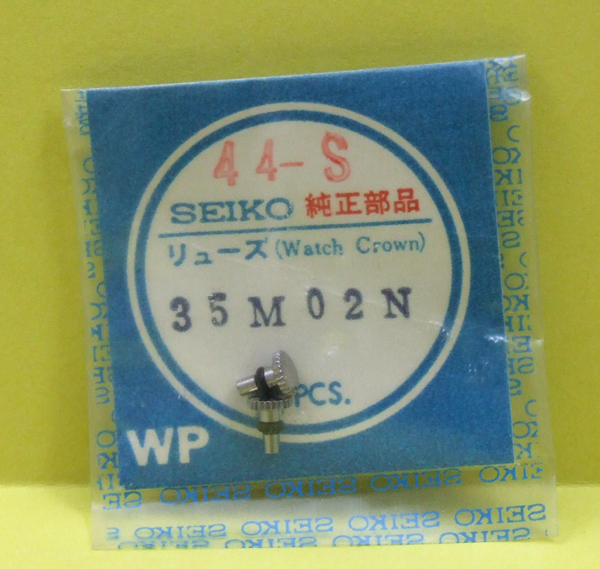 44-S
SEIKO 純正部品
リューズ (Watch Crown)
35M02N
PCS.
WP
SEIKO SEIKO SEIKO SEIKO SEIKO